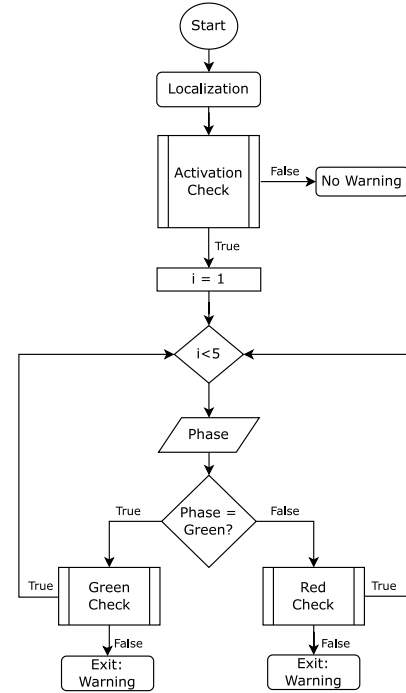 Start
Localization
Activation
Check
False
No Warning
True
i = 1
i<5
Phase
Phase =
Green?
True
False
Green
Check
True
Red
Check
True
False
False
Exit:
Warning
Exit:
Warning